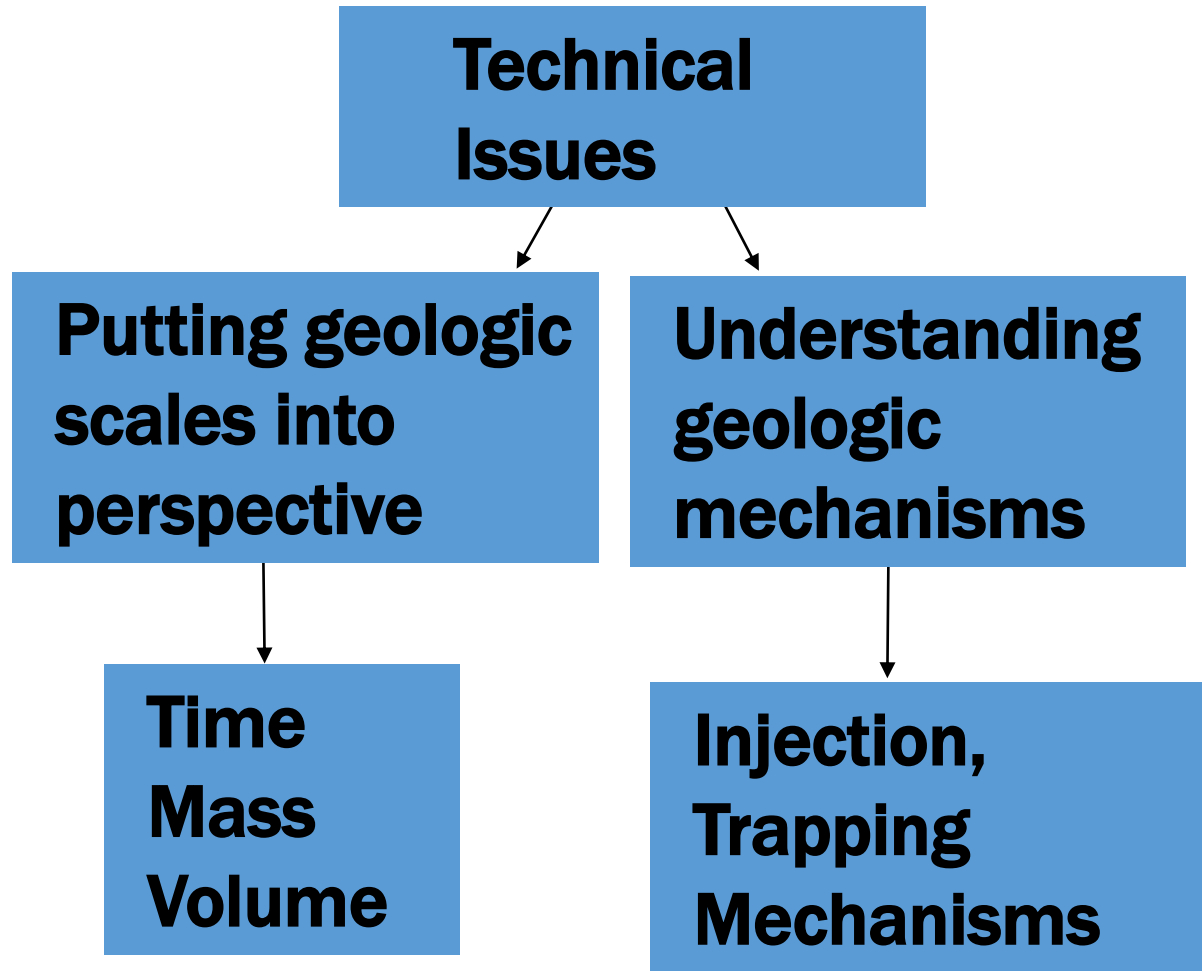 Technical
Issues
Putting geologic
scales into
perspective
Understanding
geologic
mechanisms
Time
Mass
Volume
Injection,
Trapping
Mechanisms